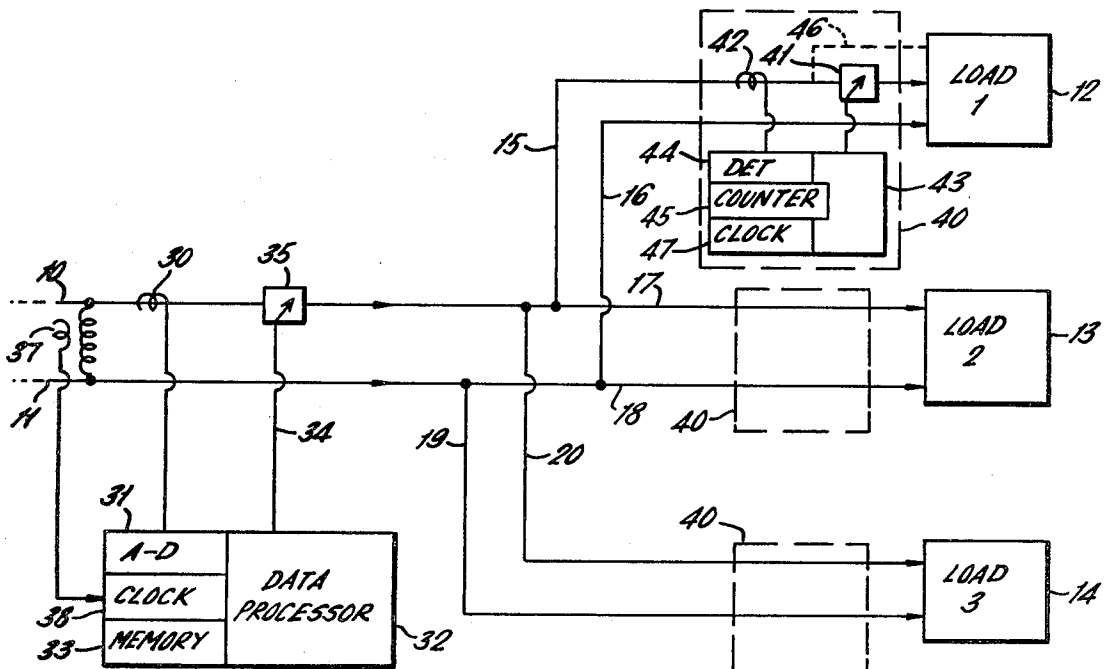 42
46
41
LOAD
1
12
15
44
DET
COUNTER
45
CLOCK
47
43
40
16
10
30
35
17
37
LOAD
2
13
11
18
40
19
20
34
31
A-D
CLOCK
38
MEMORY
33
DATA
PROCESSOR
32
40
LOAD
3
14